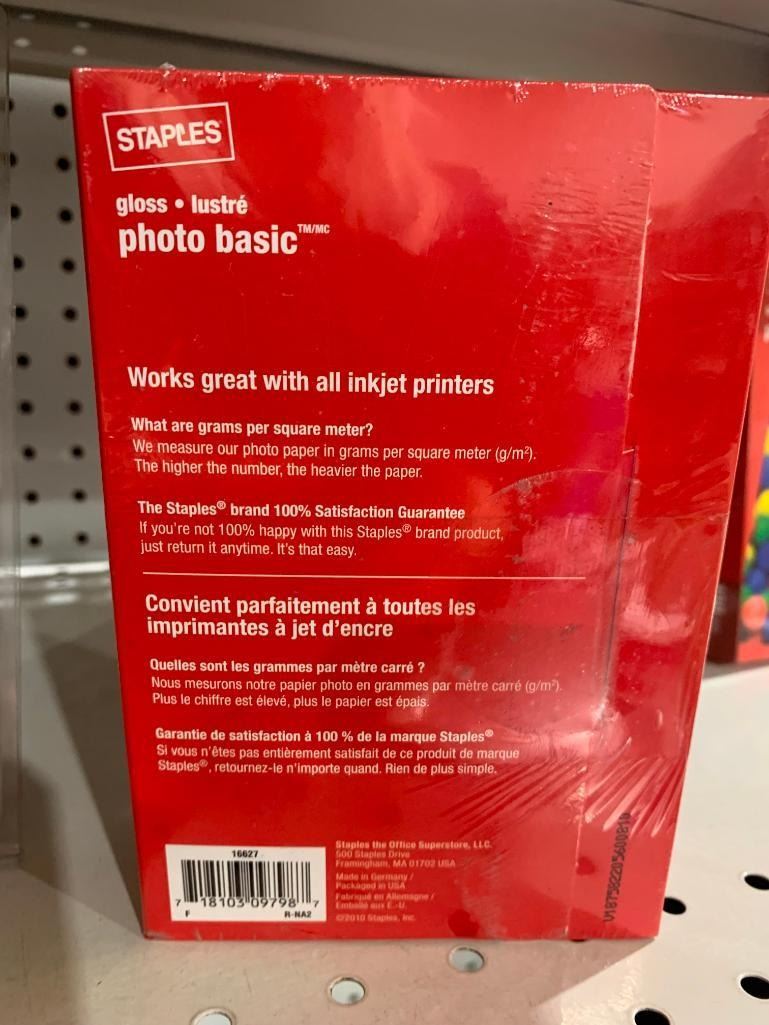 STAPLES
gloss • lustré
photo basic™/MC
Works great with all inkjet printers
What are grams per square meter?
We measure our photo paper in grams per square meter (g/m²).
The higher the number, the heavier the paper.
The Staples® brand 100% Satisfaction Guarantee
If you're not 100% happy with this Staples® brand product,
just return it anytime. It's that easy.
Convient parfaitement à toutes les
imprimantes à jet d'encre
Quelles sont les grammes par mètre carré ?
Nous mesurons notre papier photo en grammes par mètre carré (g/m²).
Plus le chiffre est élevé, plus le papier est épais.
Garantie de satisfaction à 100 % de la marque Staples®
Si vous n'êtes pas entièrement satisfait de ce produit de marque
Staples®, retournez-le n'importe quand. Rien de plus simple.
16627
7 18103 09798 7
F R-NA2
Staples the Office Superstore, LLC
500 Staples Drive
Framingham, MA 01702 USA
Made in Germany /
Packaged in USA
Fabriqué en Allemagne /
Emballé aux É.-U.
©2010 Staples, Inc.